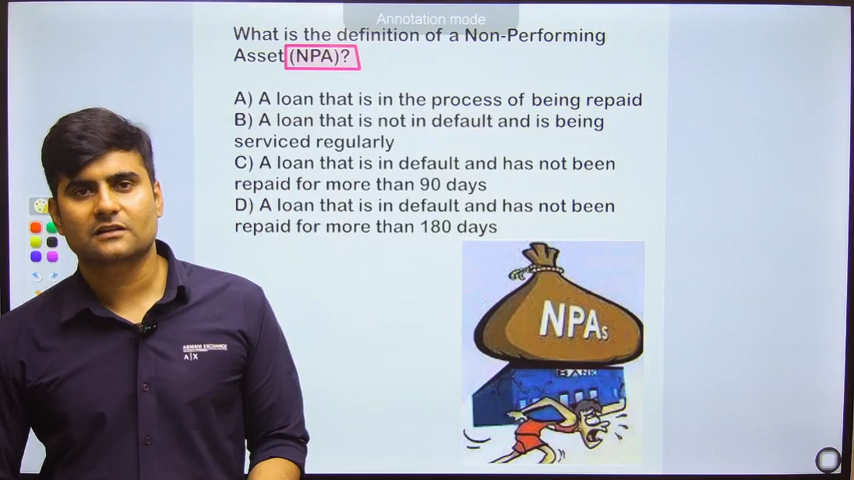 Annotation mode
What is the definition of a Non-Performing
Asset (NPA)?
A) A loan that is in the process of being repaid
B) A loan that is not in default and is being
serviced regularly
C) A loan that is in default and has not been
repaid for more than 90 days
D) A loan that is in default and has not been
repaid for more than 180 days
NPAs
BANK
ARMANI EXCHANGE
A|X